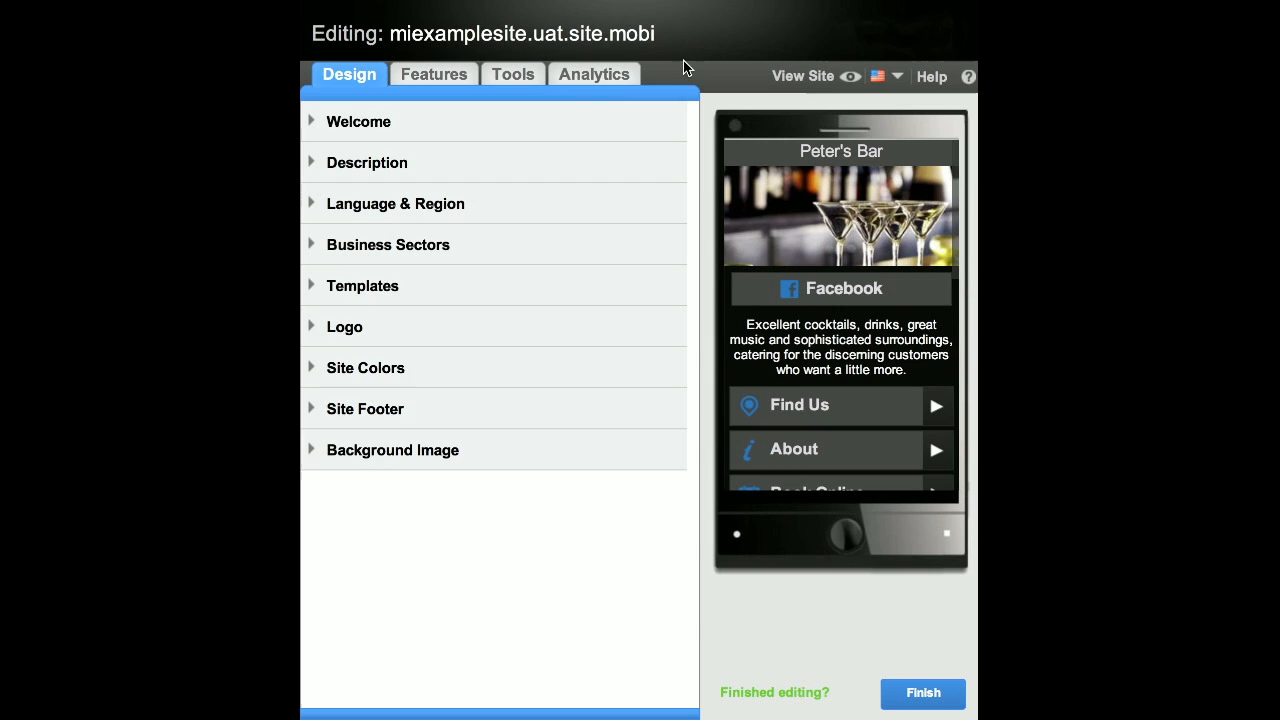 Editing: miexamplesite.uat.site.mobi
Design Features Tools Analytics
View Site Help ?
Welcome
Description
Language & Region
Business Sectors
Templates
Logo
Site Colors
Site Footer
Background Image
Peter's Bar
Facebook
Excellent cocktails, drinks, great
music and sophisticated surroundings,
catering for the discerning customers
who want a little more.
Find Us
About
Book Online
Finished editing?
Finish